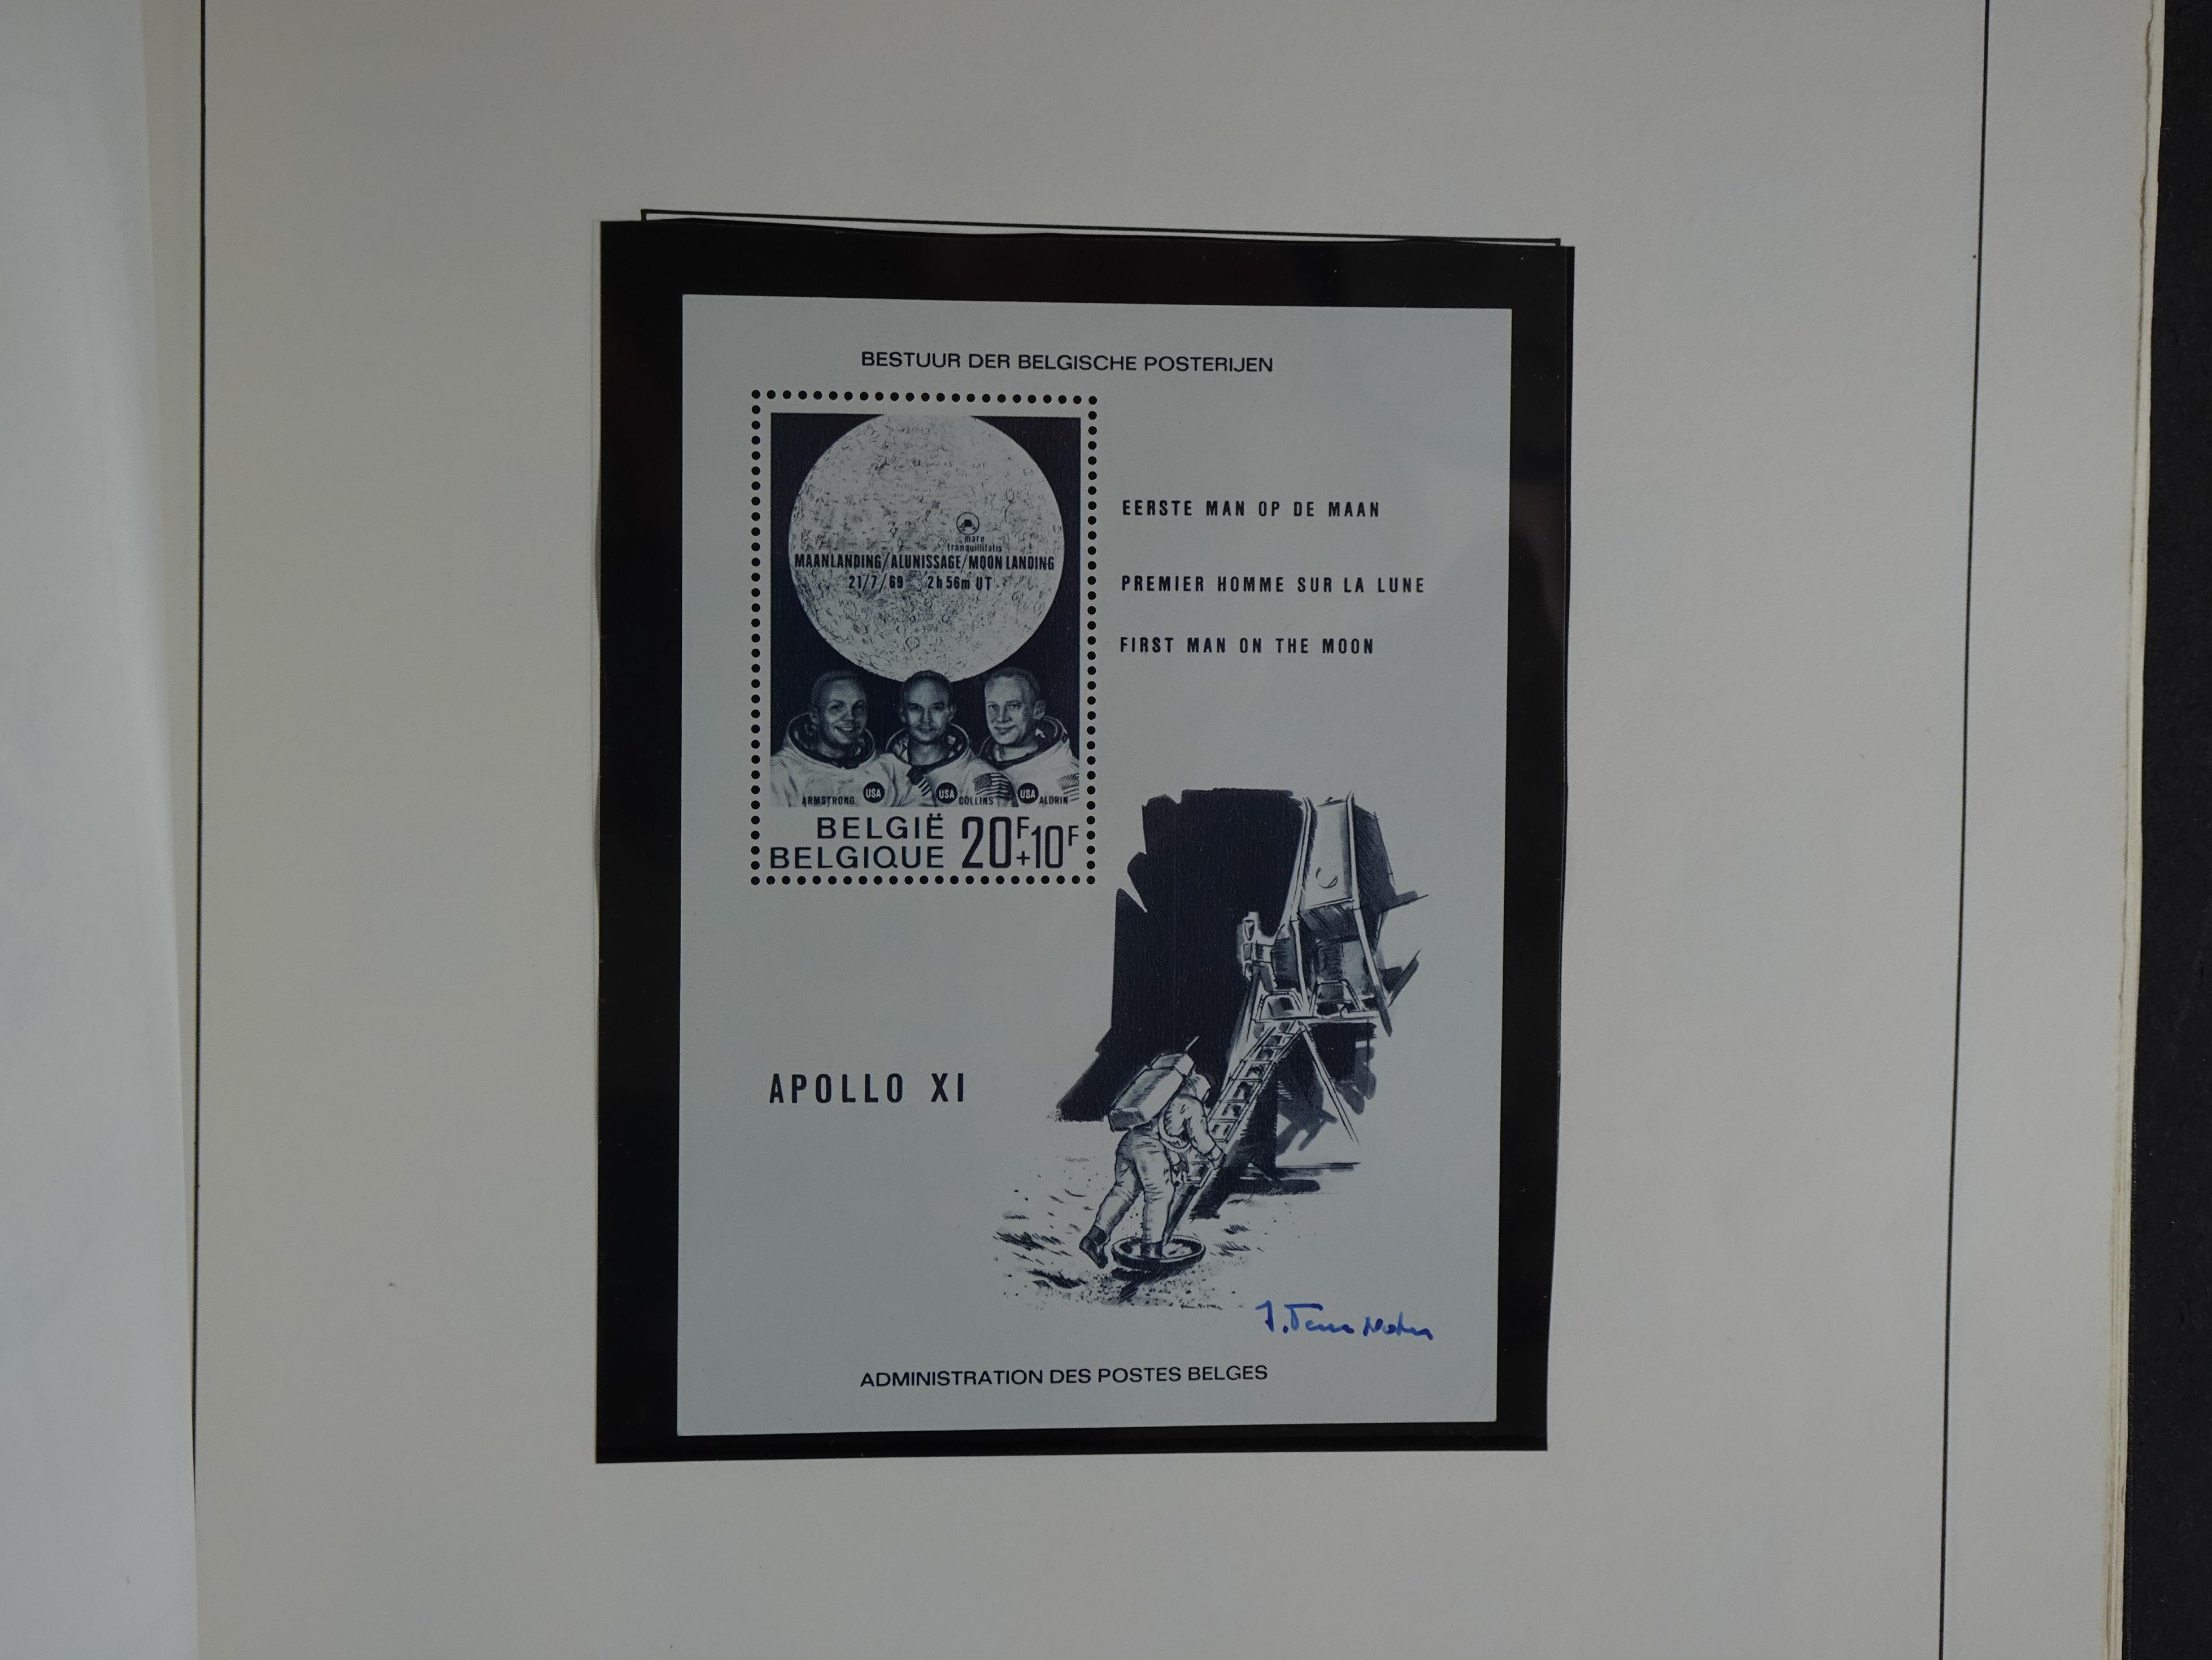 BESTUUR DER BELGISCHE POSTERIJEN
mare
tranquillitatis
MAANLANDING/ALUNISSAGE/MOON LANDING
21/7/69 2h56m UT
USA
USA
USA
ARMSTRONG
COLLINS
ALDRIN
BELGIË
BELGIQUE
20F+10F
EERSTE MAN OP DE MAAN
PREMIER HOMME SUR LA LUNE
FIRST MAN ON THE MOON
APOLLO XI
ADMINISTRATION DES POSTES BELGES